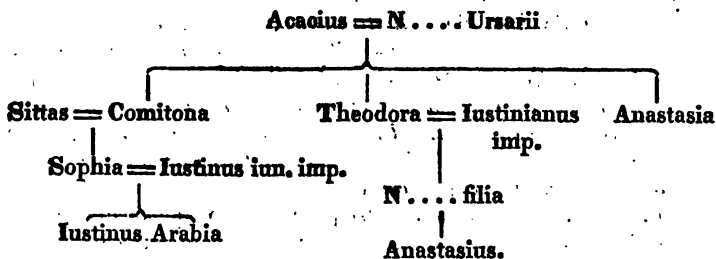 Acacius = N .... Ursarii
Sittas = Comitona Theodora = Iustinianus Anastasia
imp.
Sophia = Iustinus iun. imp.
N .... filia
Iustinus Arabia
Anastasius.